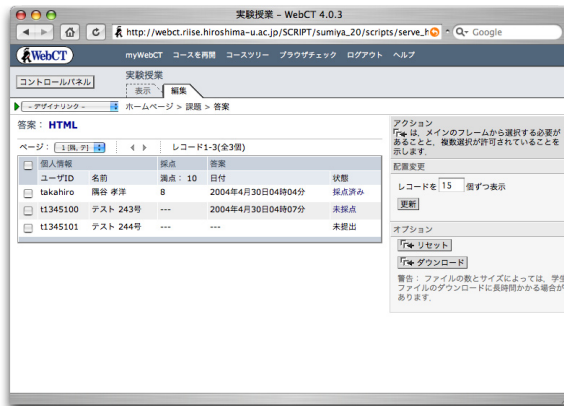 実験授業 – WebCT 4.0.3
http://webct.riise.hiroshima-u.ac.jp/SCRIPT/sumiya_20/scripts/serve_h
Google
WebCT
myWebCT コースを再開 コースツリー ブラウザチェック ログアウト ヘルプ
コントロールパネル
実験授業
表示 編集
- デザイナリンク -
ホームページ > 課題 > 答案
答案: HTML
ページ: レコード1-3(全3個)
個人情報 採点 答案
ユーザID 名前 満点: 10 日付 状態
takahiro 隅谷 孝洋 8 2004年4月30日04時04分 採点済み
t1345100 テスト 243号 --- 2004年4月30日04時07分 未採点
t1345101 テスト 244号 --- --- 未提出
アクション
は、メインのフレームから選択する必要が
あることと、複数選択が許可されていることを
示します.
配置変更
レコードを 15 個ずつ表示
更新
オプション
リセット
ダウンロード
警告: ファイルの数とサイズによっては、学生
ファイルのダウンロードに長時間かかる場合が
あります.